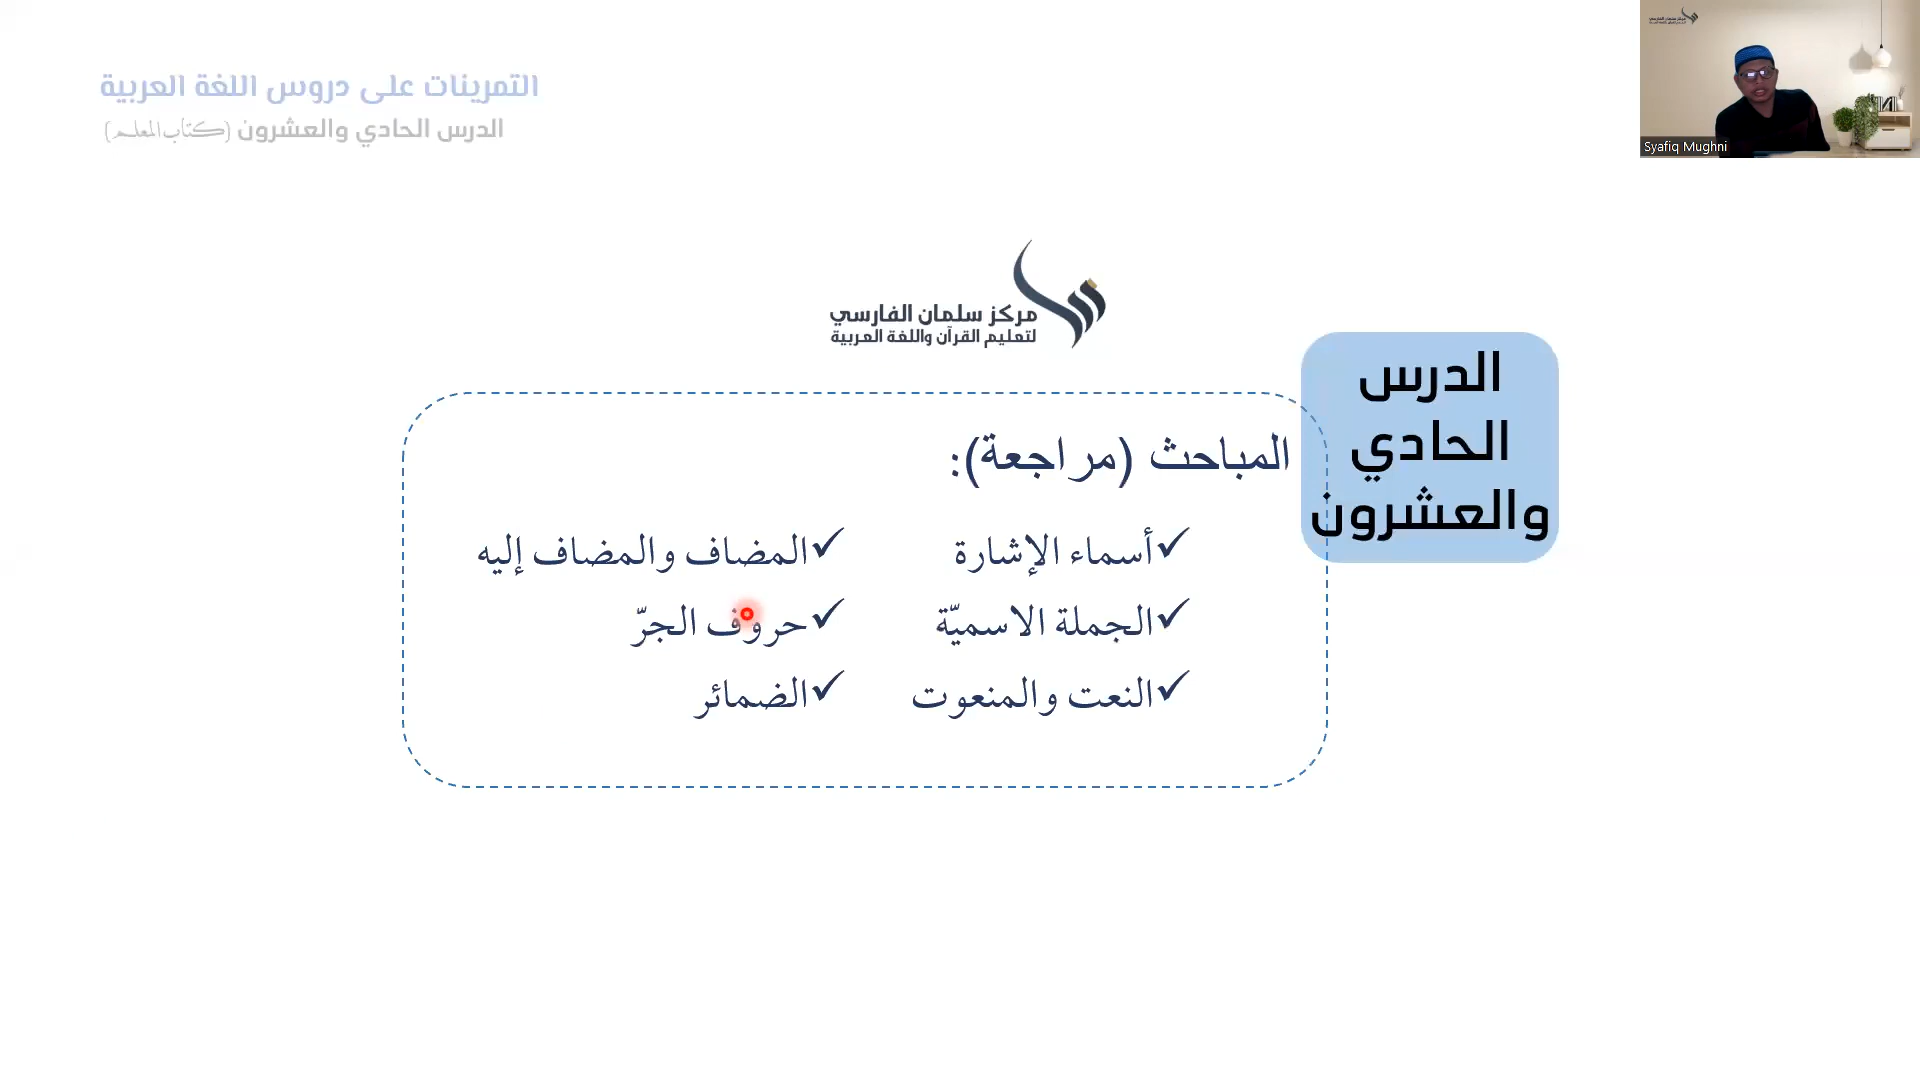 التمرينات على دروس اللغة العربية
الدرس الحادي والعشرون (كتاب المعلم)
Syafiq Mughni
مركز سلمان الفارسي
لتعليم القرآن واللغة العربية
الدرس
الحادي
والعشرون
المباحث (مراجعة):
✓أسماء الإشارة
✓الجملة الاسميّة
✓النعت والمنعوت
✓المضاف والمضاف إليه
✓حروف الجرّ
✓الضمائر